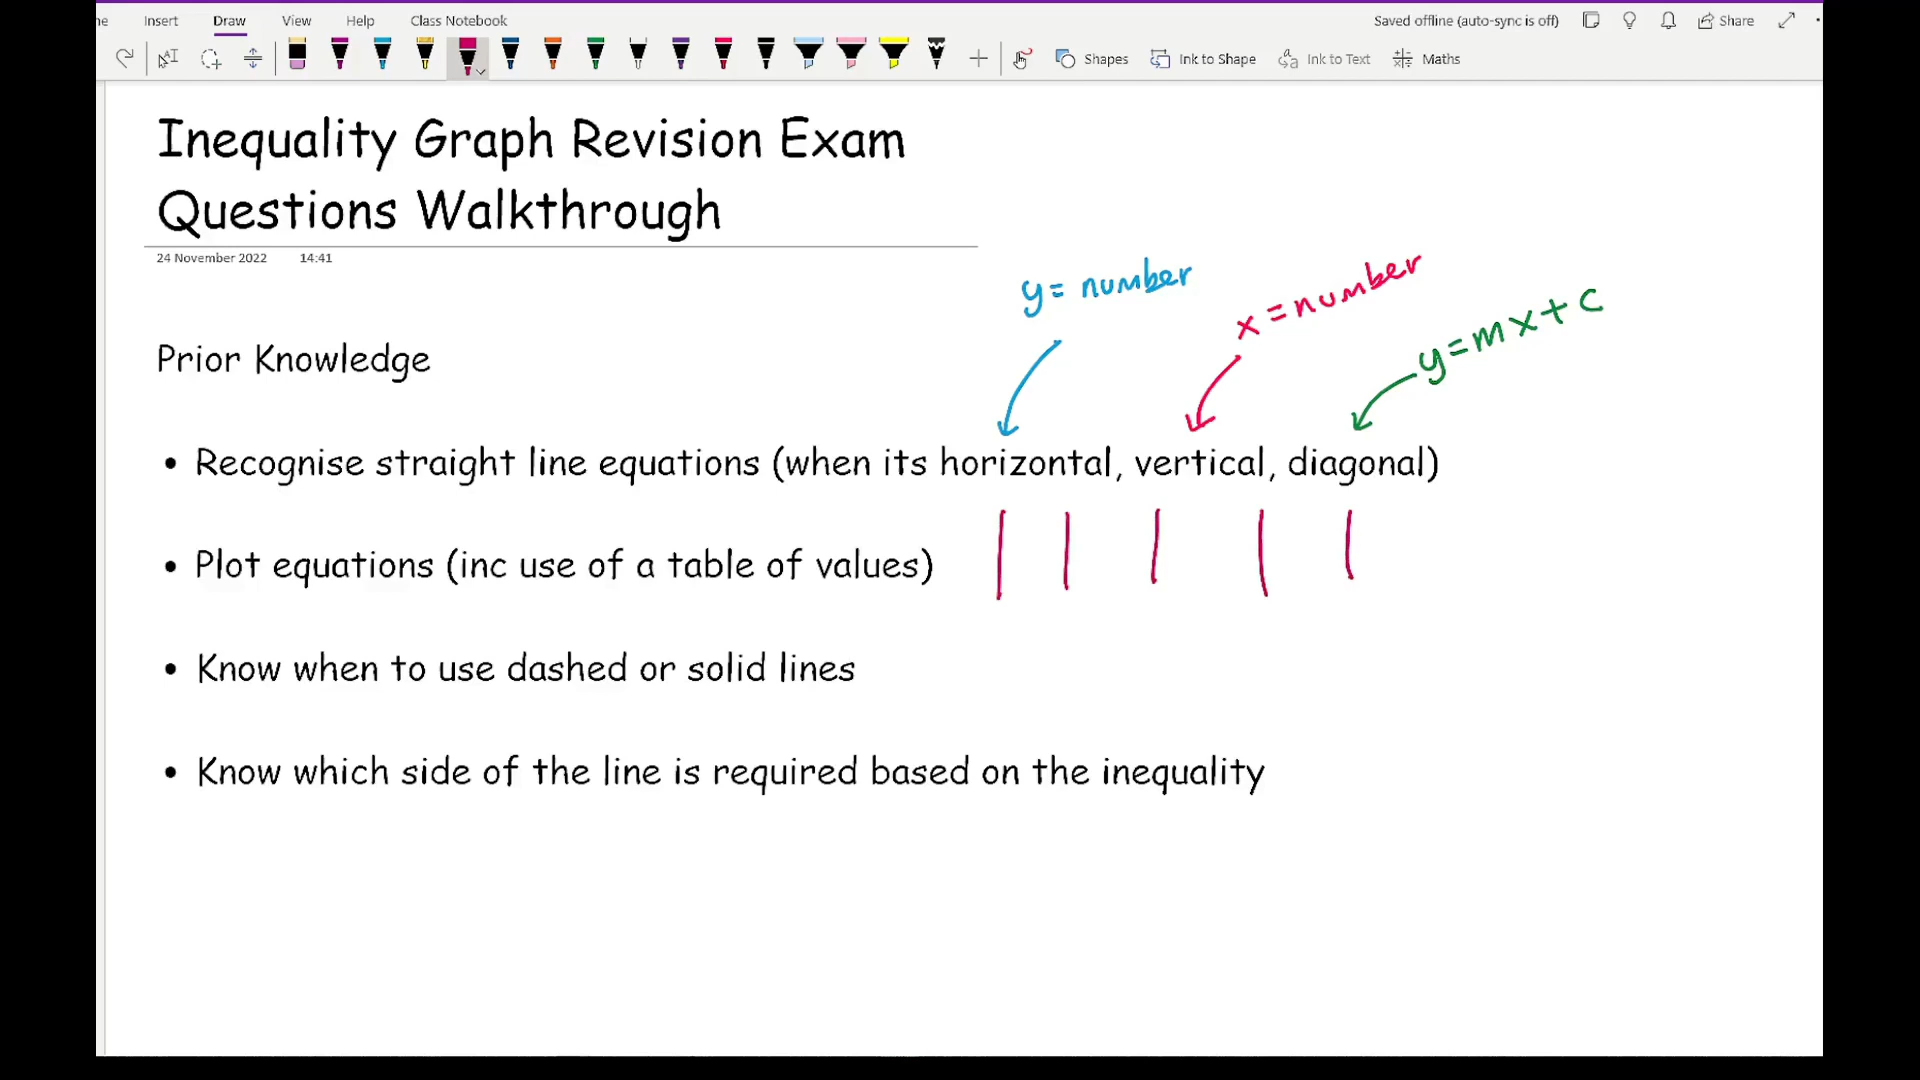 Insert Draw View Help Class Notebook Saved offline (auto-sync is off) Share
Shapes Ink to Shape Ink to Text Maths
Inequality Graph Revision Exam
Questions Walkthrough
24 November 2022 14:41
y = number
x = number
y = mx + c
Prior Knowledge
• Recognise straight line equations (when its horizontal, vertical, diagonal)
• Plot equations (inc use of a table of values)
• Know when to use dashed or solid lines
• Know which side of the line is required based on the inequality